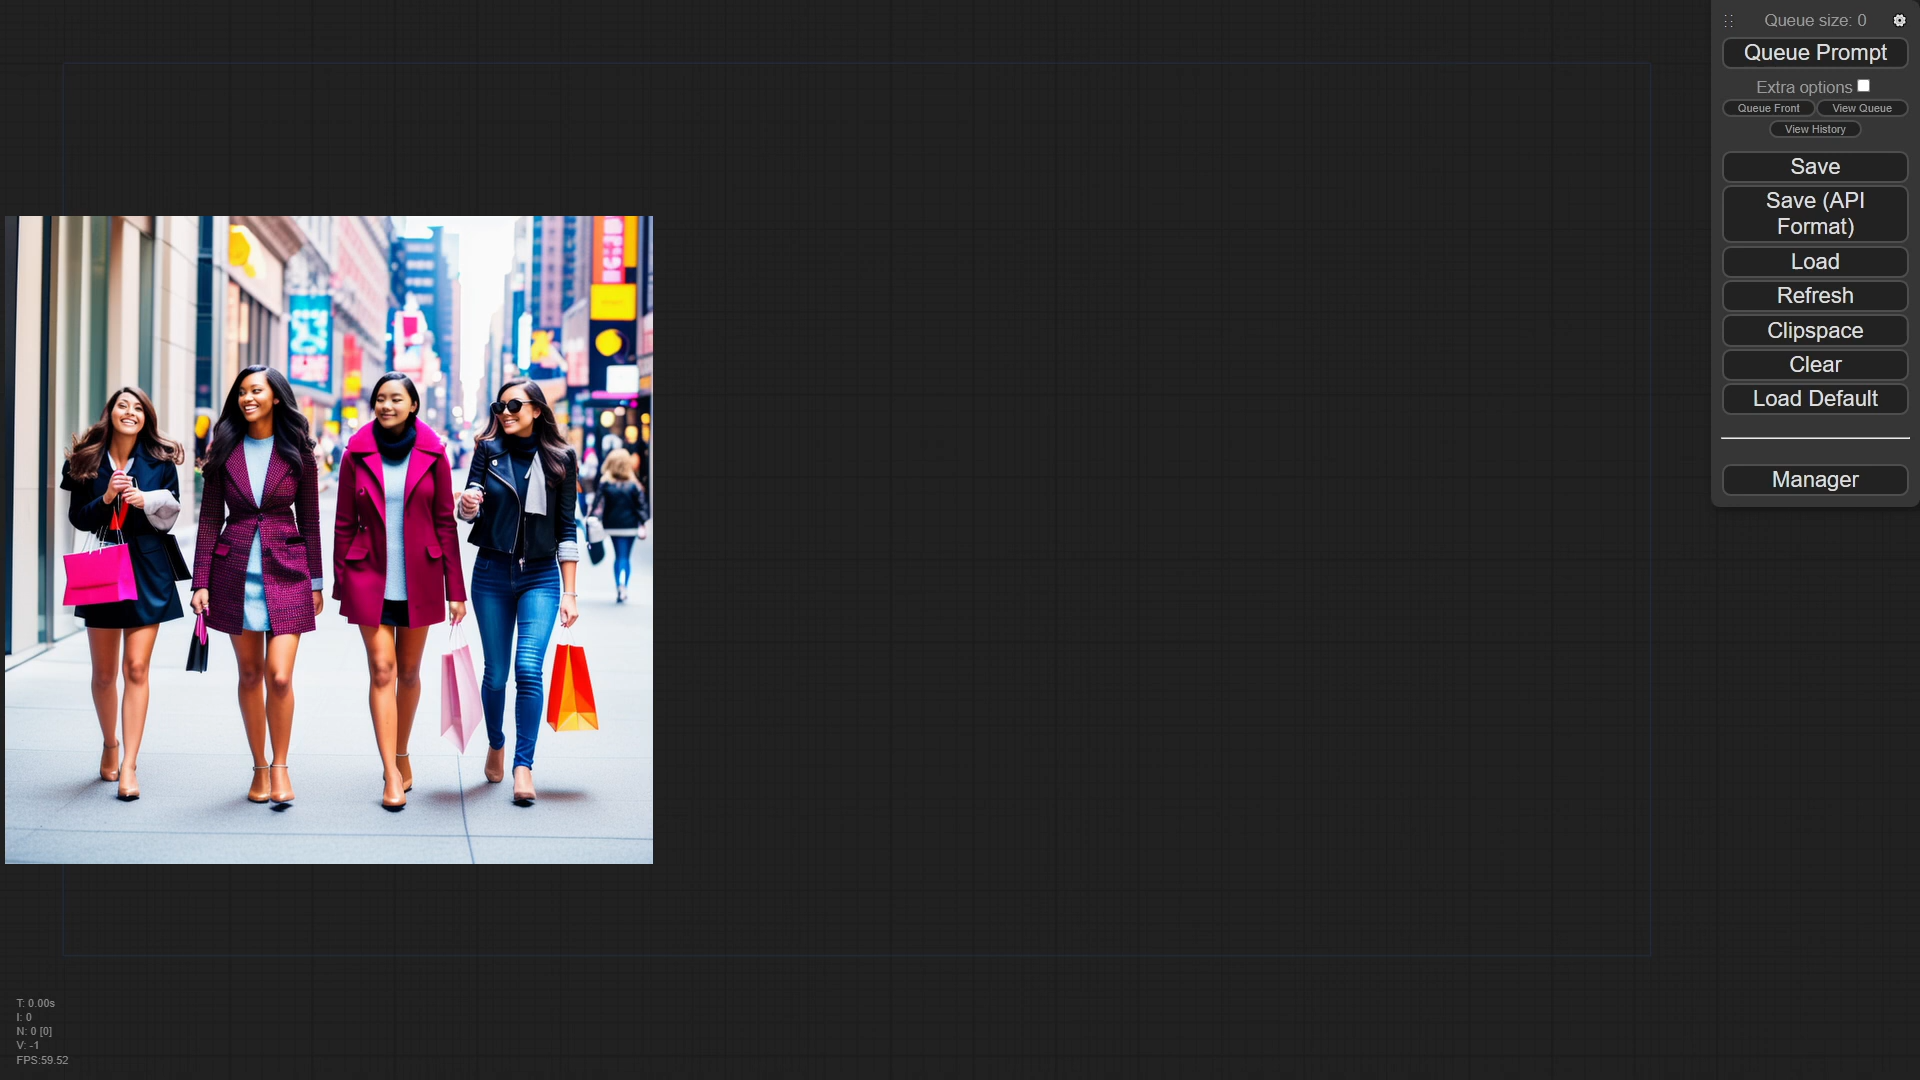 Queue size: 0
Queue Prompt
Extra options
Queue Front
View Queue
View History
Save
Save (API
Format)
Load
Refresh
Clipspace
Clear
Load Default
Manager
T: 0.00s
I: 0
N: 0 [0]
V: -1
FPS:59.52